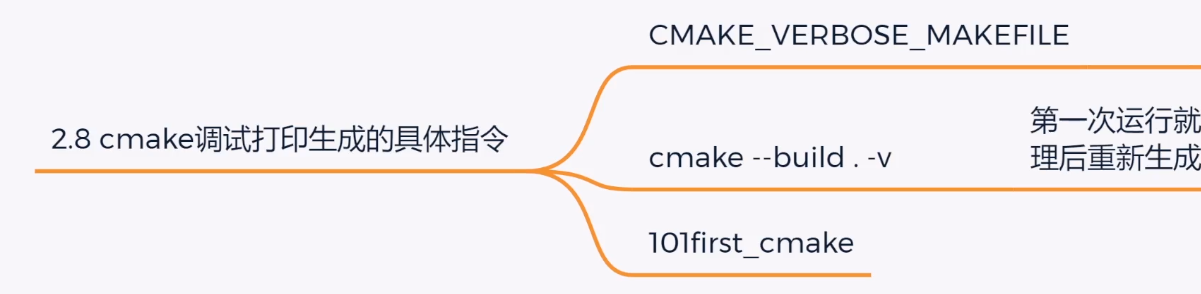 CMAKE_VERBOSE_MAKEFILE
2.8 cmake调试打印生成的具体指令
cmake --build . -v
第一次运行就
理后重新生成
101first_cmake